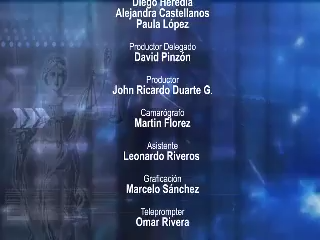 Diego Heredia
Alejandra Castellanos
Paula López
Productor Delegado
David Pinzón
Productor
John Ricardo Duarte G.
Camarógrafo
Martin Florez
Asistente
Leonardo Riveros
Graficación
Marcelo Sánchez
Teleprompter
Omar Rivera